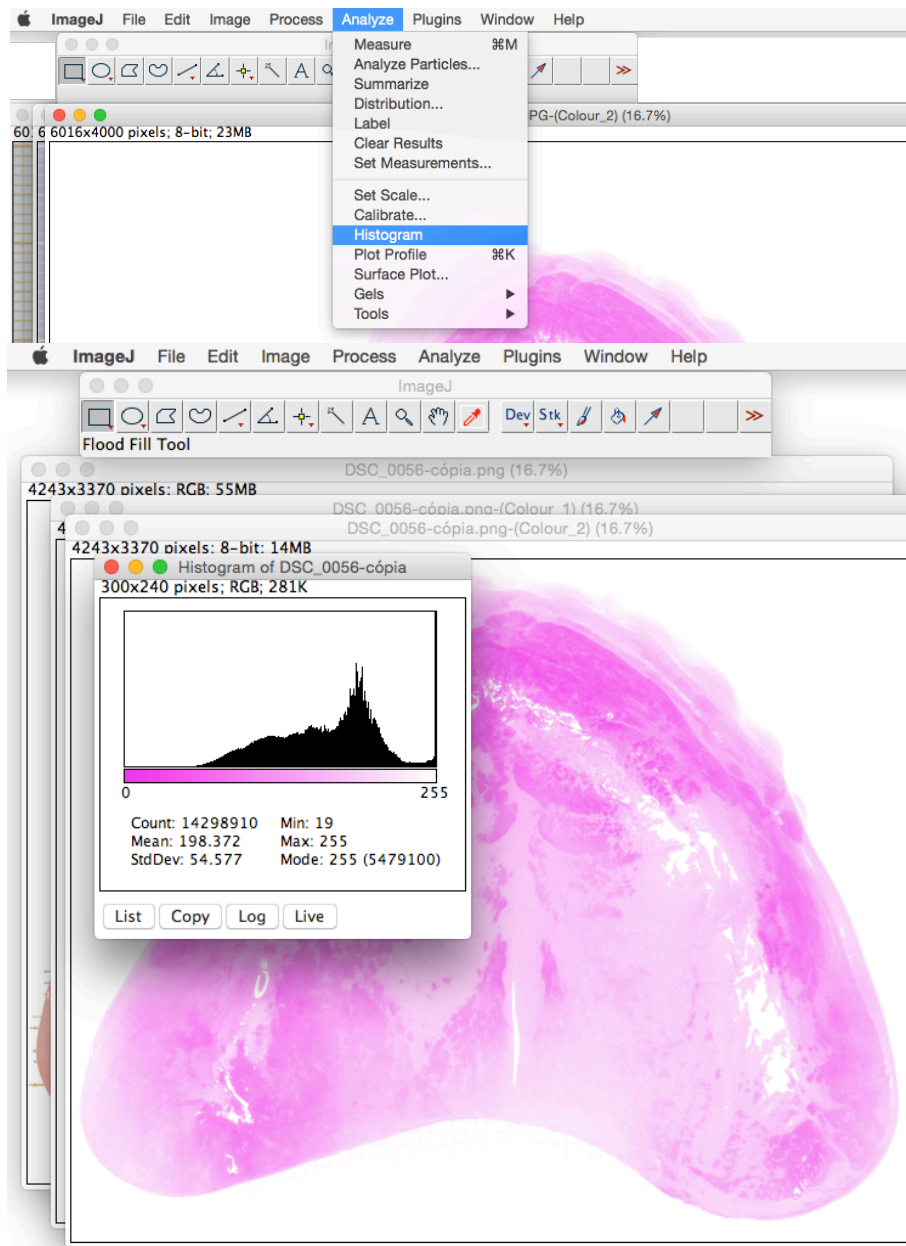 ImageJ File Edit Image Process Analyze Plugins Window Help
Measure ⌘M
Analyze Particles...
Summarize
Distribution...
Label
Clear Results
Set Measurements...
Set Scale...
Calibrate...
Histogram
Plot Profile ⌘K
Surface Plot...
Gels
Tools
A
PG-(Colour_2) (16.7%)
6016x4000 pixels; 8-bit; 23MB
ImageJ File Edit Image Process Analyze Plugins Window Help
ImageJ
A Dev Stk
Flood Fill Tool
DSC_0056-cópia.png (16.7%)
4243x3370 pixels; RGB; 55MB
DSC_0056-cópia.png-(Colour_1) (16.7%)
4 DSC_0056-cópia.png-(Colour_2) (16.7%)
4243x3370 pixels; 8-bit; 14MB
Histogram of DSC_0056-cópia
300x240 pixels; RGB; 281K
0 255
Count: 14298910 Min: 19
Mean: 198.372 Max: 255
StdDev: 54.577 Mode: 255 (5479100)
List Copy Log Live